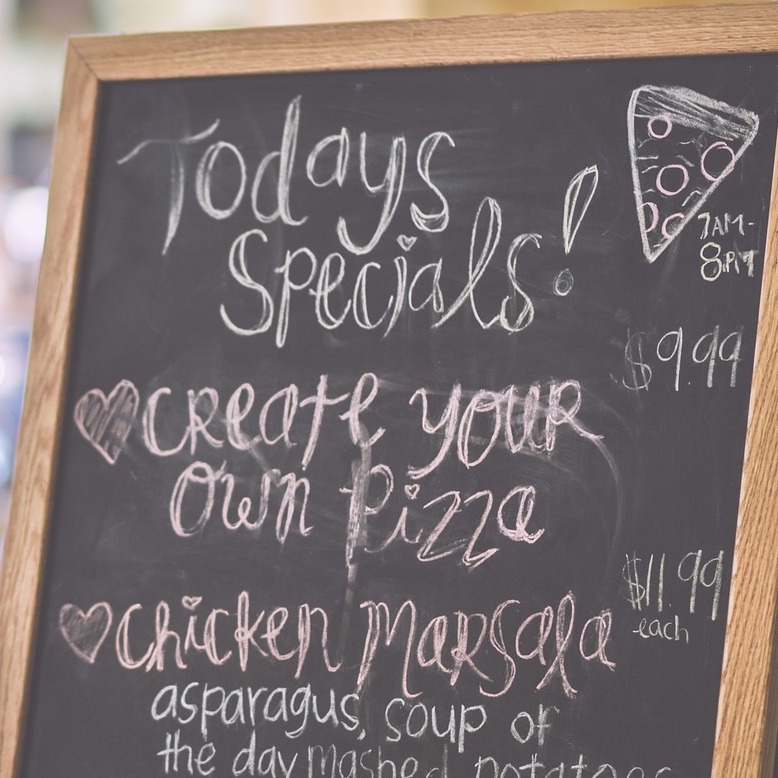 Todays
Specials!
7AM-
8PM
$9.99
CReate youR
Own Pizza
$11.99
each
chicken MaRsala
asparagus, soup of
the day mashed potatoes